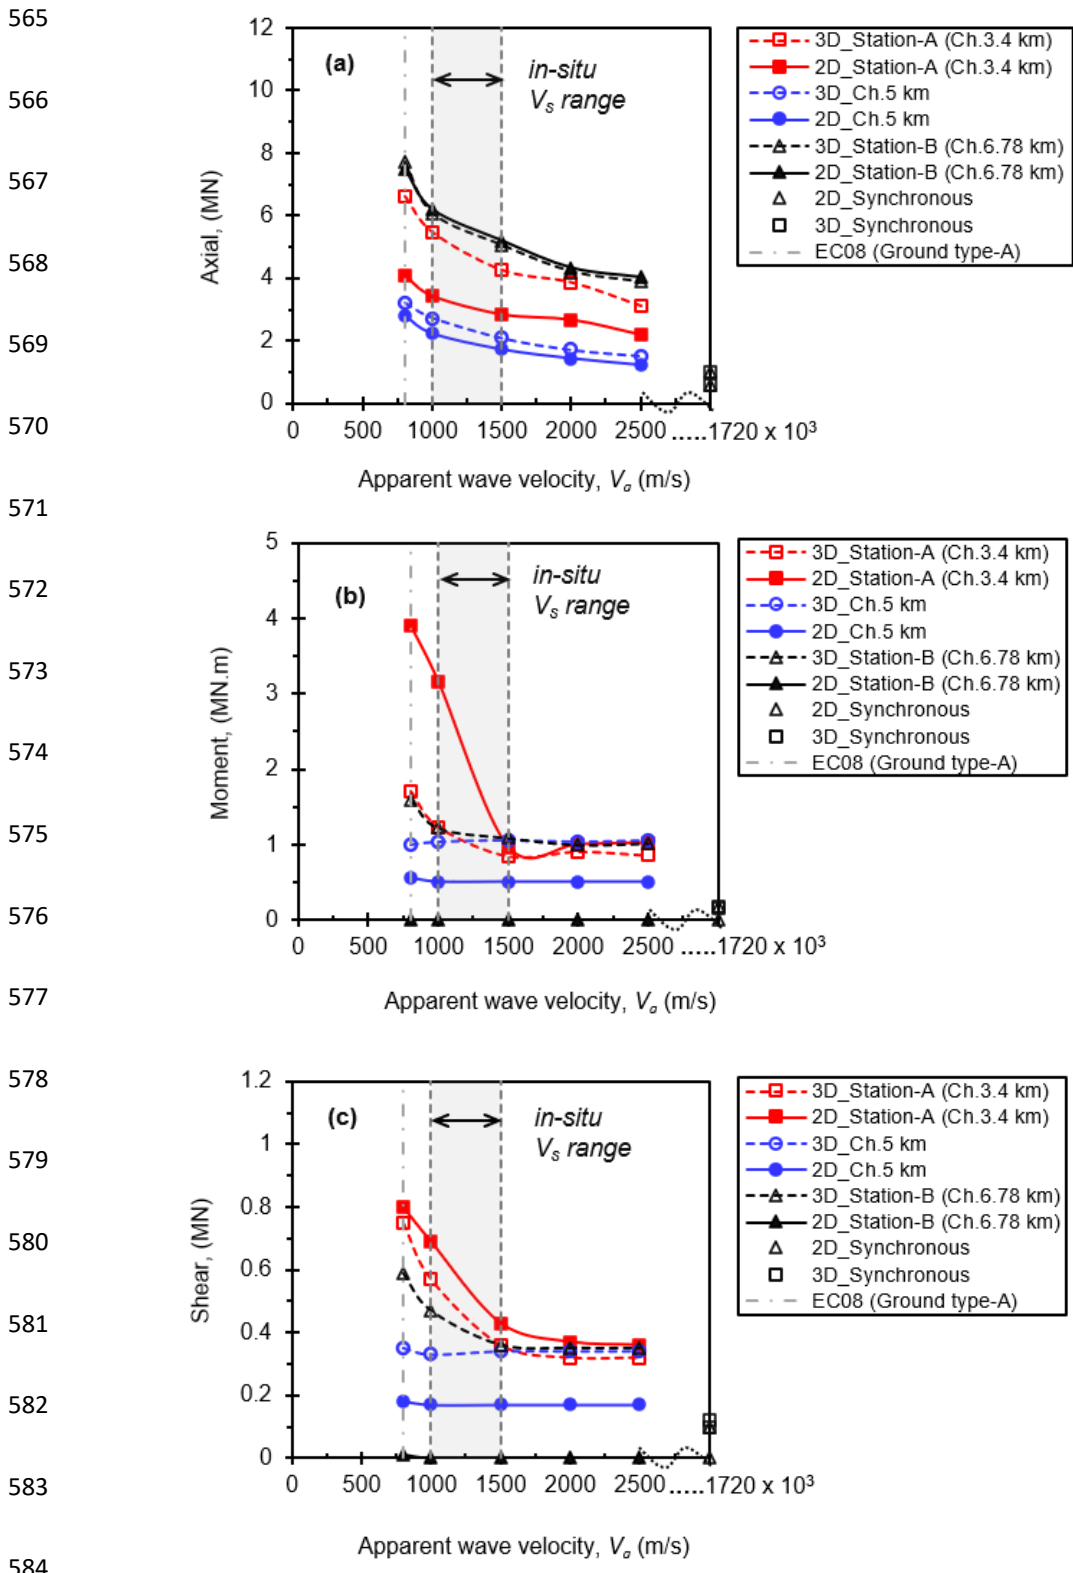 565
566
567
568
569
570
571
572
573
574
575
576
577
578
579
580
581
582
583
584
12
10
8
6
4
2
0
Axial, (MN)
(a)
in-situ
Vs range
0 500 1000 1500 2000 2500 .....1720 x 10³
Apparent wave velocity, Va (m/s)
3D_Station-A (Ch.3.4 km)
2D_Station-A (Ch.3.4 km)
3D_Ch.5 km
2D_Ch.5 km
3D_Station-B (Ch.6.78 km)
2D_Station-B (Ch.6.78 km)
2D_Synchronous
3D_Synchronous
EC08 (Ground type-A)
5
4
3
2
1
0
Moment, (MN.m)
(b)
in-situ
Vs range
0 500 1000 1500 2000 2500 .....1720 x 10³
Apparent wave velocity, Va (m/s)
3D_Station-A (Ch.3.4 km)
2D_Station-A (Ch.3.4 km)
3D_Ch.5 km
2D_Ch.5 km
3D_Station-B (Ch.6.78 km)
2D_Station-B (Ch.6.78 km)
2D_Synchronous
3D_Synchronous
EC08 (Ground type-A)
1.2
1
0.8
0.6
0.4
0.2
0
Shear, (MN)
(c)
in-situ
Vs range
0 500 1000 1500 2000 2500 .....1720 x 10³
Apparent wave velocity, Va (m/s)
3D_Station-A (Ch.3.4 km)
2D_Station-A (Ch.3.4 km)
3D_Ch.5 km
2D_Ch.5 km
3D_Station-B (Ch.6.78 km)
2D_Station-B (Ch.6.78 km)
2D_Synchronous
3D_Synchronous
EC08 (Ground type-A)